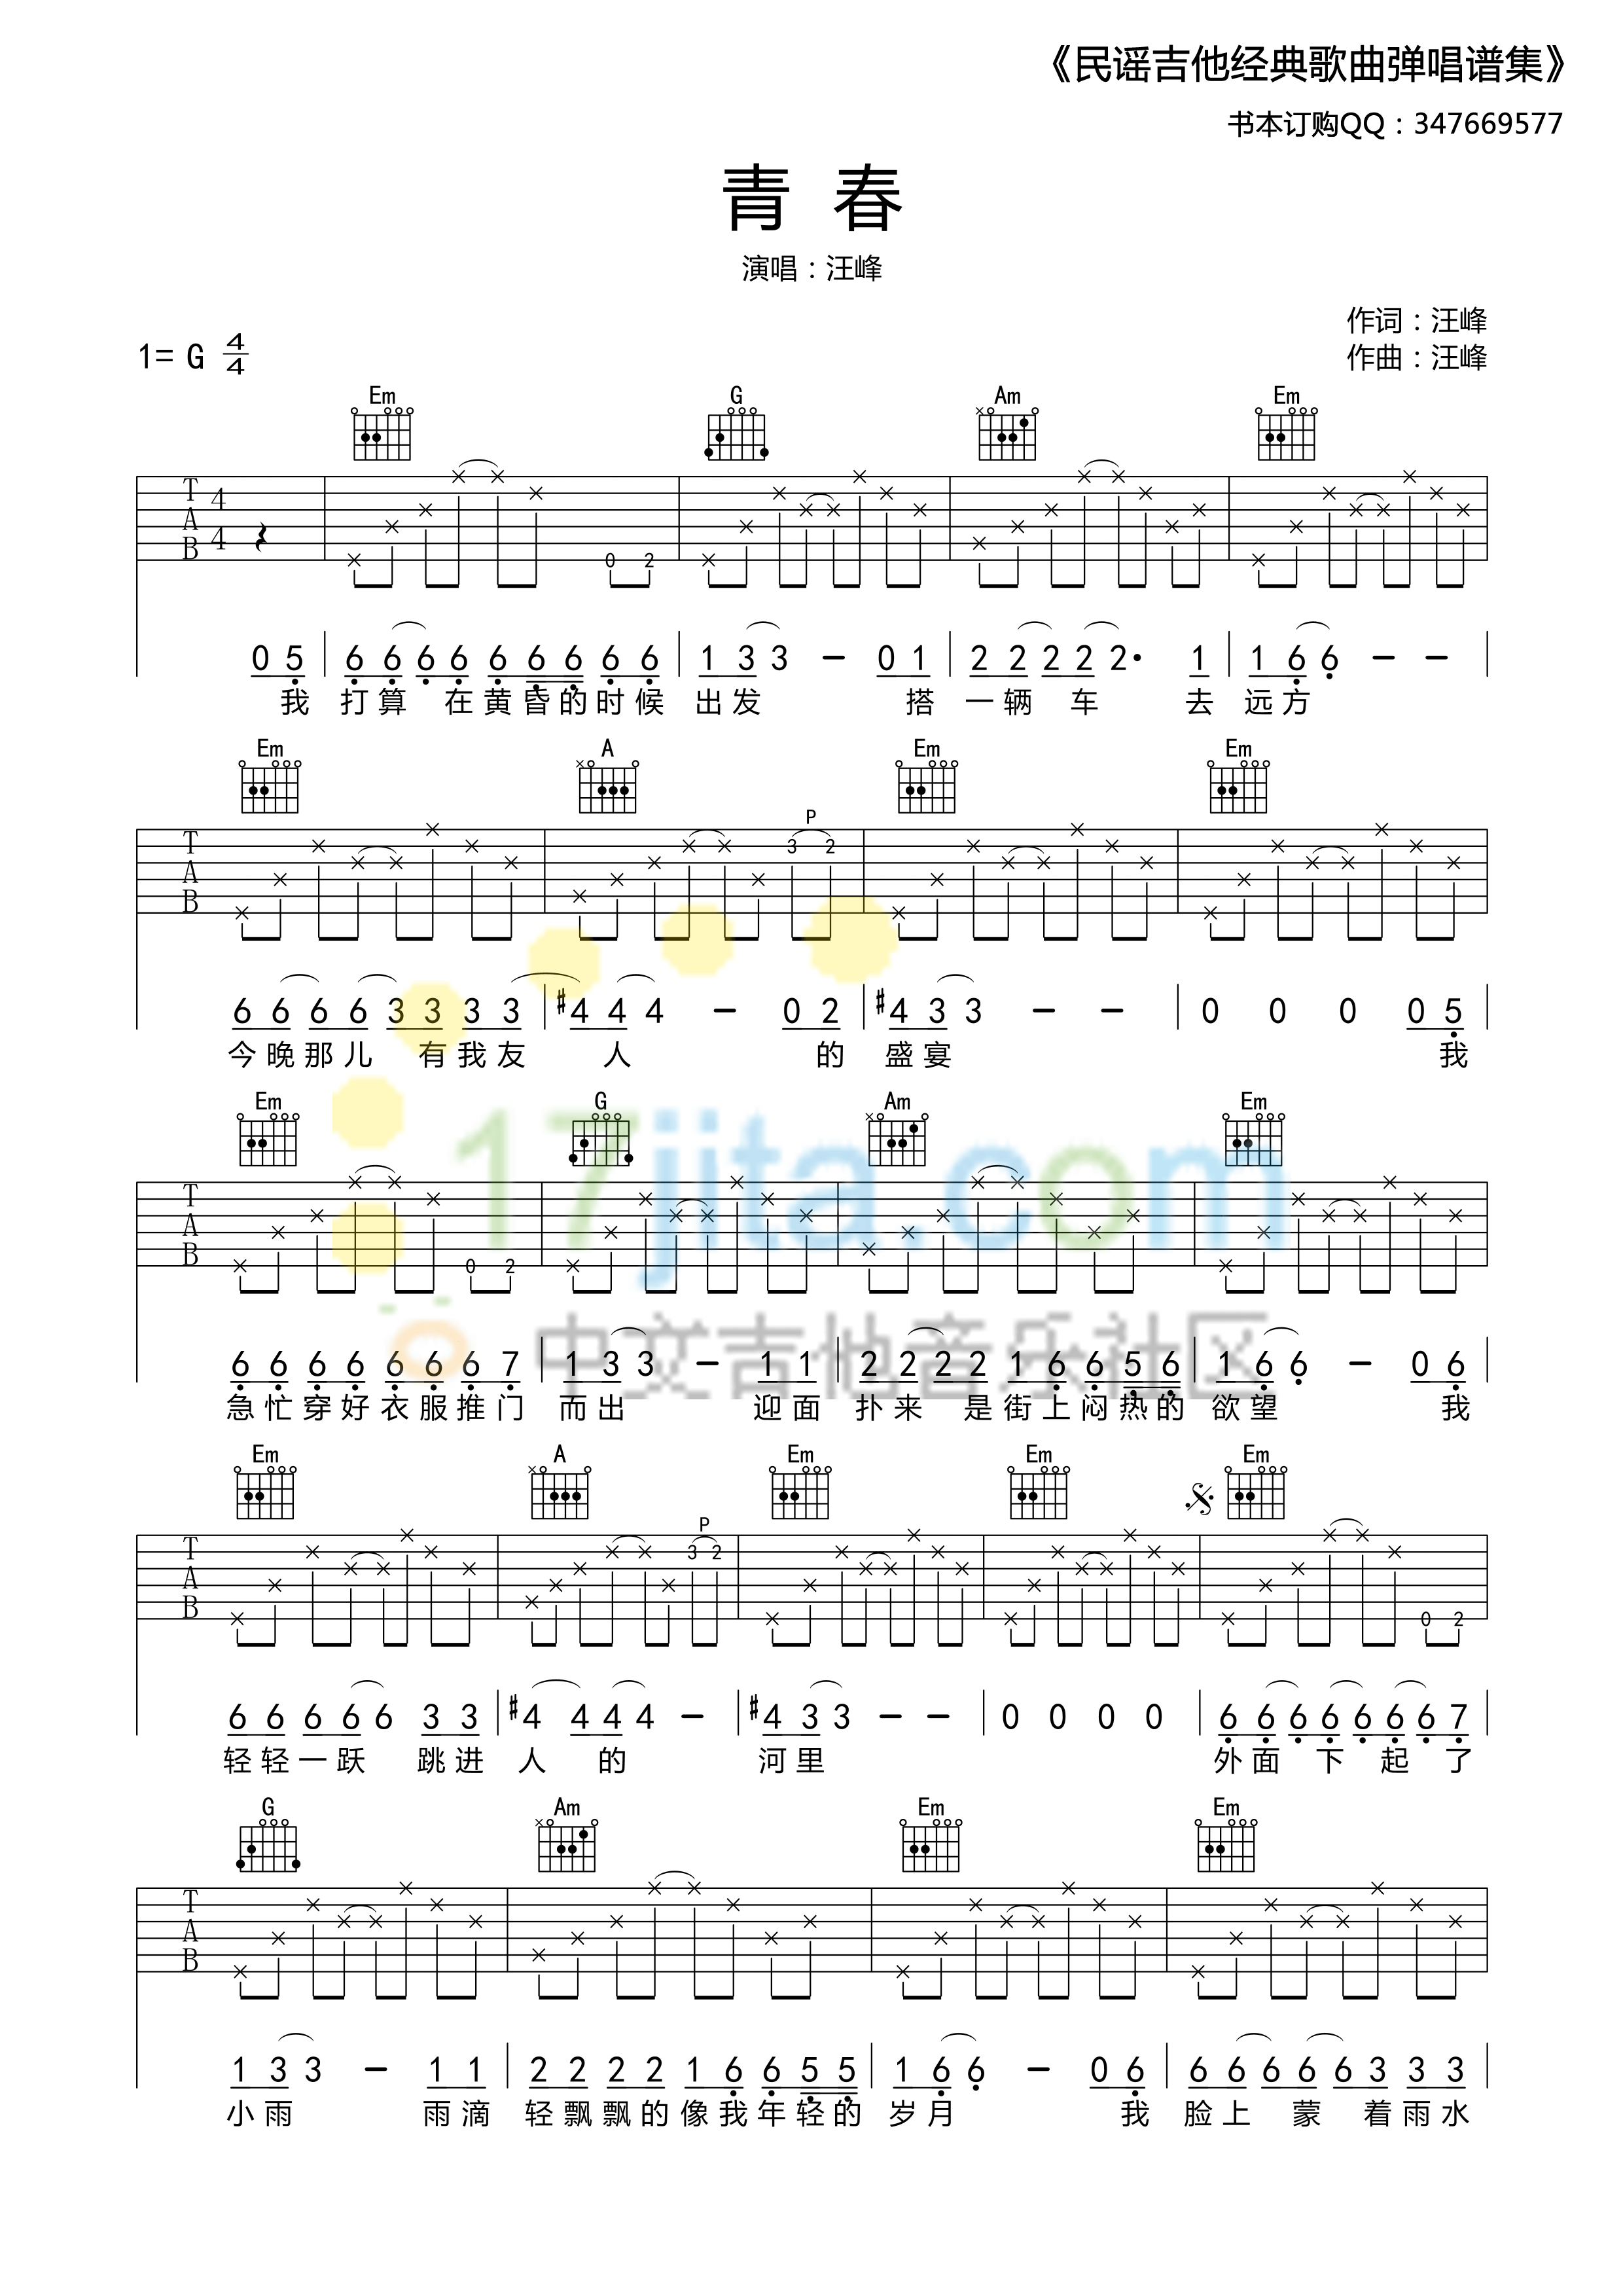 《民谣吉他经典歌曲弹唱谱集》
书本订购QQ：347669577
青 春
演唱：汪峰
作词：汪峰
1= G 4/4
作曲：汪峰
Em G Am Em
T A B 4 4 0 2
0 5 6 6 6 6 6 6 6 6 6 1 3 3 – 0 1 2 2 2 2 2· 1 1 6 6 – –
我 打 算 在 黄 昏 的 时 候 出 发 搭 一 辆 车 去 远 方
Em A Em Em
P
T A B 3 2
6 6 6 6 3 3 3 3 #4 4 4 – 0 2 #4 3 3 – – 0 0 0 0 5
今 晚 那 儿 有 我 友 人 的 盛 宴 我
Em G Am Em
17jita.com
T A B 0 2
中文吉他音乐社区
6 6 6 6 6 6 6 7 1 3 3 – 1 1 2 2 2 2 1 6 6 5 6 1 6 6 – 0 6
急 忙 穿 好 衣 服 推 门 而 出 迎 面 扑 来 是 街 上 闷 热 的 欲 望 我
Em A Em Em Em
P
T A B 3 2 0 2
6 6 6 6 6 3 3 #4 4 4 4 – #4 3 3 – – 0 0 0 0 6 6 6 6 6 6 6 7
轻 轻 一 跃 跳 进 人 的 河 里 外 面 下 起 了
G Am Em Em
T A B
1 3 3 – 1 1 2 2 2 2 1 6 6 5 5 1 6 6 – 0 6 6 6 6 6 6 3 3 3
小 雨 雨 滴 轻 飘 飘 的 像 我 年 轻 的 岁 月 我 脸 上 蒙 着 雨 水